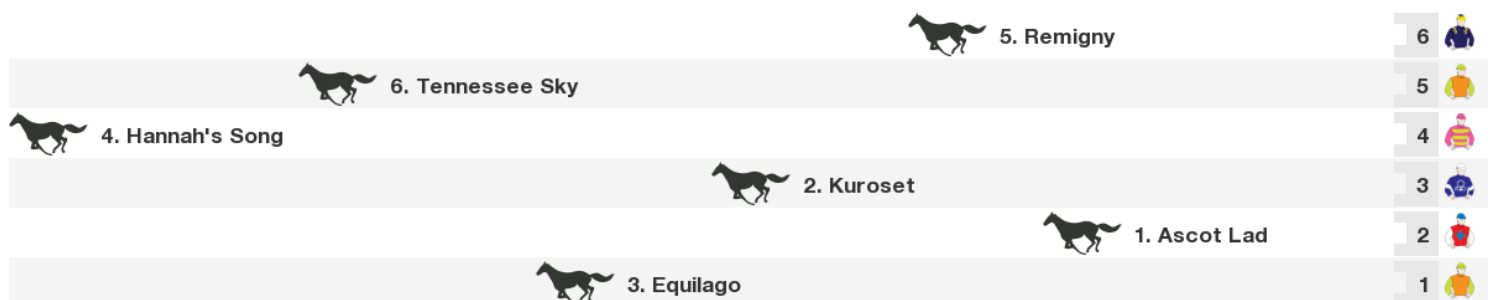 5. Remigny 6
6. Tennessee Sky 5
4. Hannah's Song 4
2. Kuroset 3
1. Ascot Lad 2
3. Equilago 1